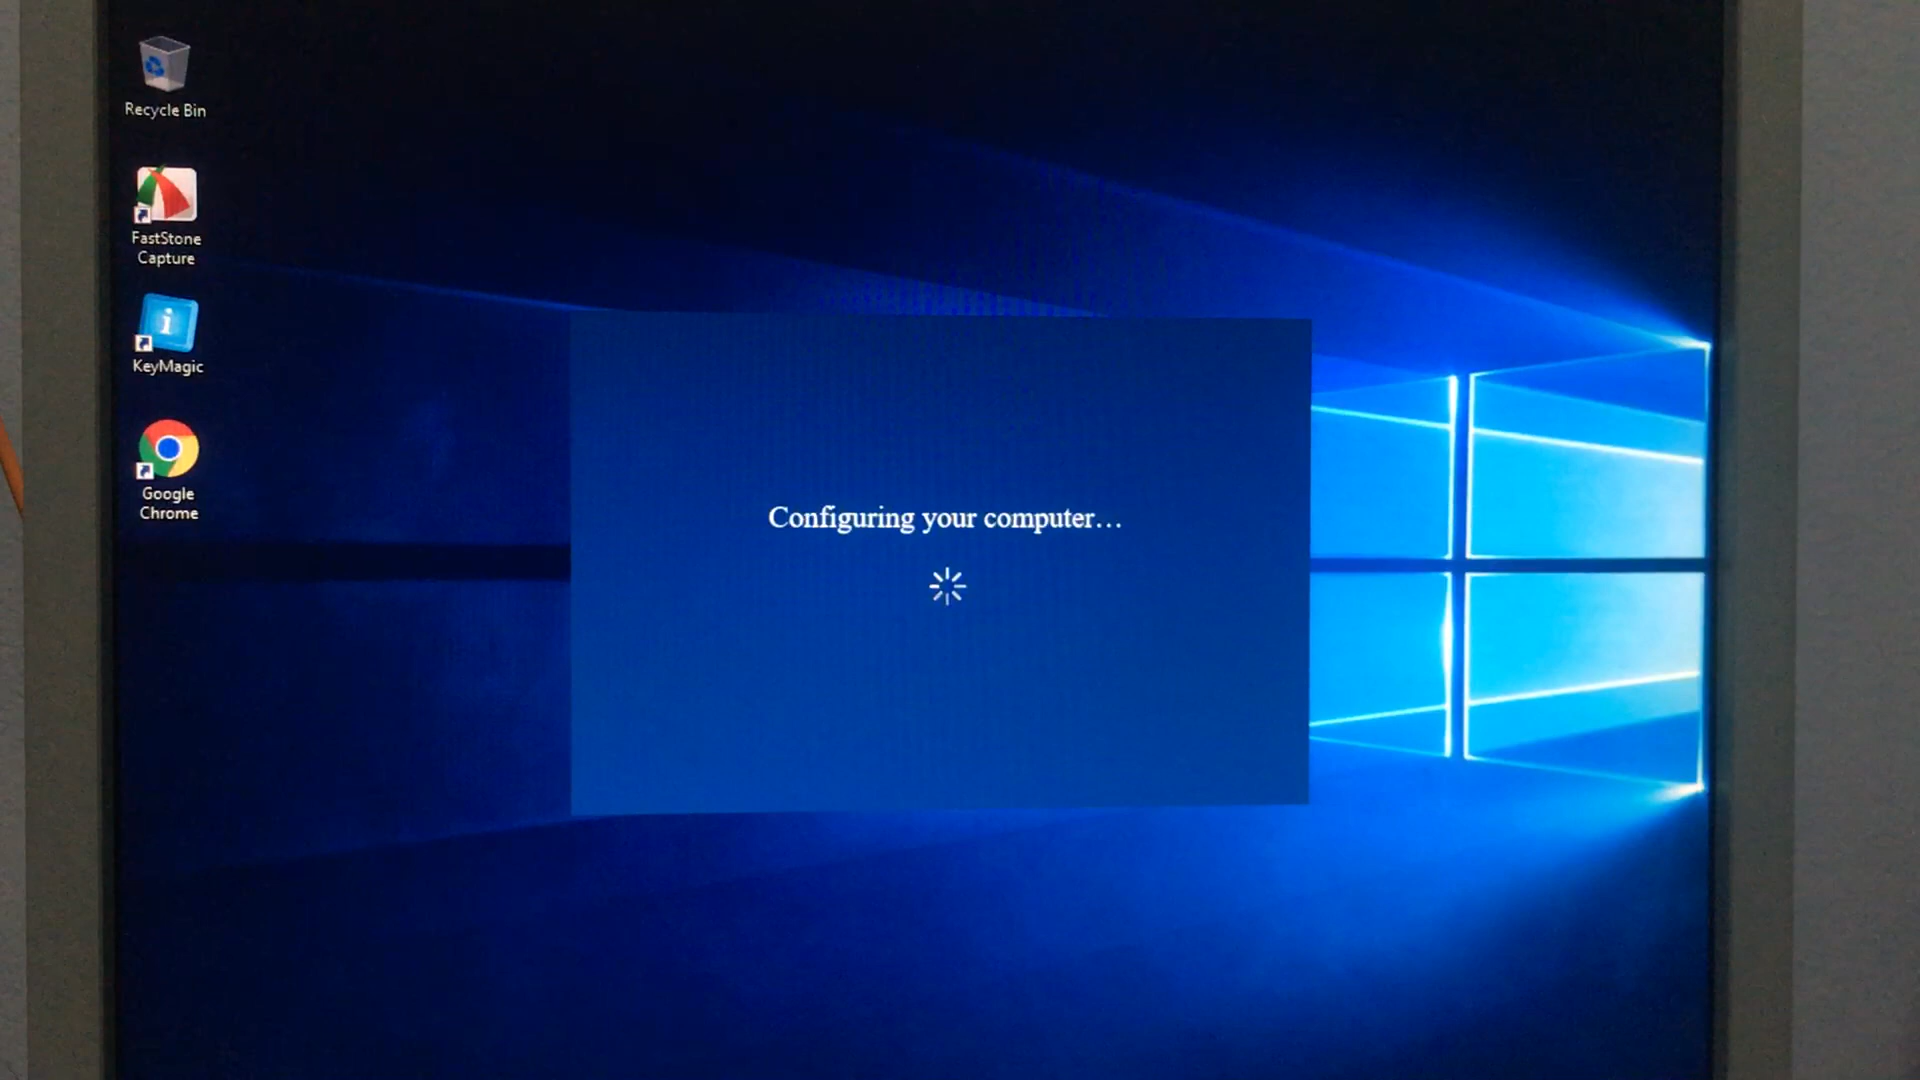 Recycle Bin
FastStone
Capture
KeyMagic
Google
Chrome
Configuring your computer…